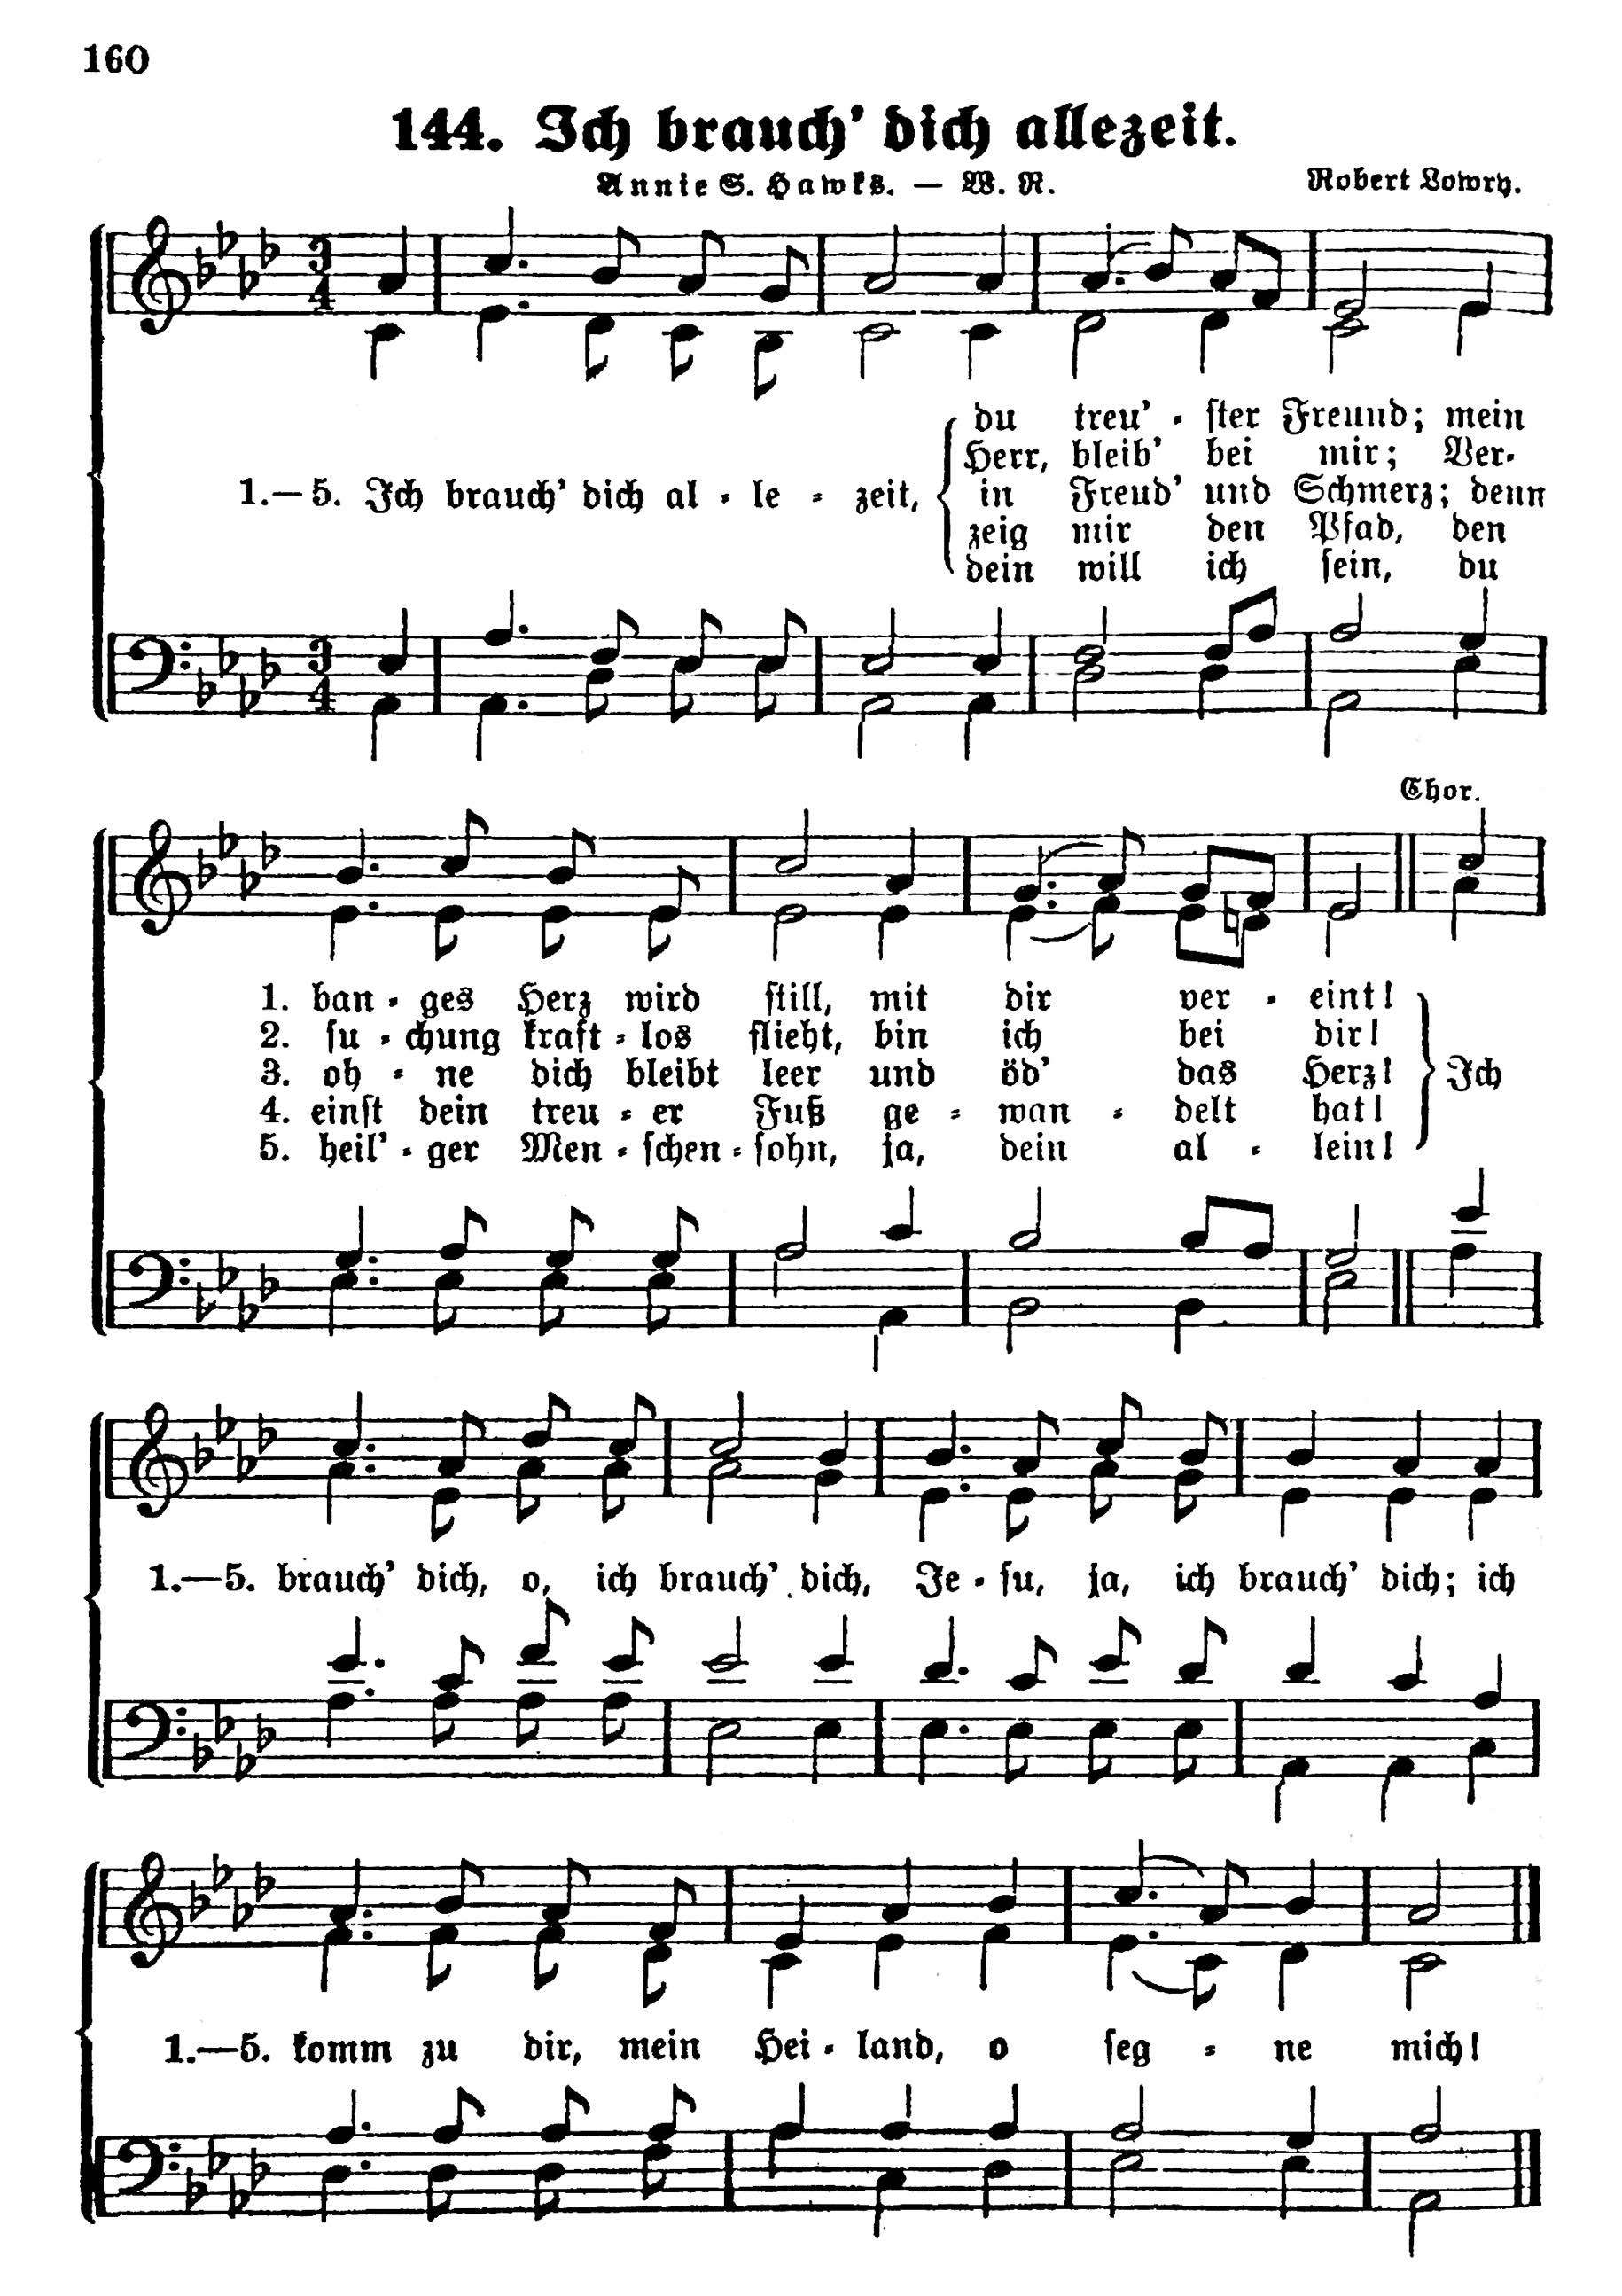 160
144. Ich brauch' dich allezeit.
Annie S. Hawks. — W. R.
Robert Lowry.
du treu' - ster Freund; mein
Herr, bleib' bei mir; Ver-
1.—5. Ich brauch' dich al - le - zeit, in Freud' und Schmerz; denn
zeig mir den Pfad, den
dein will ich sein, du
Chor.
1. ban - ges Herz wird still, mit dir ver - eint!
2. su - chung kraft - los flieht, bin ich bei dir!
3. oh - ne dich bleibt leer und öd' das Herz! Ich
4. einst dein treu - er Fuß ge - wan - delt hat!
5. heil' - ger Men - schen - sohn, ja, dein al - lein!
1.—5. brauch' dich, o, ich brauch' dich, Je - su, ja, ich brauch' dich; ich
1.—5. komm zu dir, mein Hei - land, o seg - ne mich!